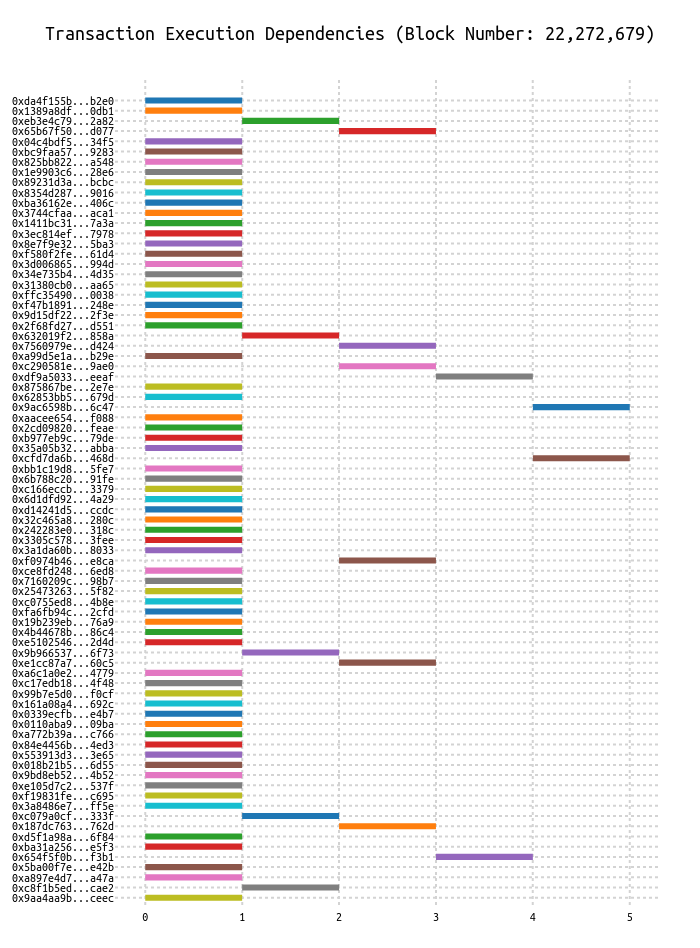 Transaction Execution Dependencies (Block Number: 22,272,679)
0xda4f155b...b2e0
0x1389a8df...0db1
0xeb3e4c79...2a82
0x65b67f50...d077
0x04c4bdf5...34f5
0xbc9faa57...9283
0x825bb822...a548
0x1e9903c6...28e6
0x89231d3a...bcbc
0x8354d287...9016
0xba36162e...406c
0x3744cfaa...aca1
0x1411bc31...7a3a
0x3ec814ef...7978
0x8e7f9e32...5ba3
0xf580f2fe...61d4
0x3d006865...994d
0x34e735b4...4d35
0x31380cb0...aa65
0xffc35490...0038
0xf47b1891...248e
0x9d15df22...2f3e
0x2f68fd27...d551
0x632019f2...858a
0x7560979e...d424
0xa99d5e1a...b29e
0xc290581e...9ae0
0xdf9a5033...eeaf
0x875867be...2e7e
0x62853bb5...679d
0x9ac6598b...6c47
0xaacee654...f088
0x2cd09820...feae
0xb977eb9c...79de
0x35a05b32...abba
0xcfd7da6b...468d
0xbb1c19d8...5fe7
0x6b788c20...91fe
0xc166eccb...3379
0x6d1dfd92...4a29
0xd14241d5...ccdc
0x32c465a8...280c
0x242283e0...318c
0x3305c578...3fee
0x3a1da60b...8033
0xf0974b46...e8ca
0xce8fd248...6ed8
0x7160209c...98b7
0x25473263...5f82
0xc0755ed8...4b8e
0xfa6fb94c...2cfd
0x19b239eb...76a9
0x4b44678b...86c4
0xe5102546...2d4d
0x9b966537...6f73
0xe1cc87a7...60c5
0xa6c1a0e2...4779
0xc17edb18...4f48
0x99b7e5d0...f0cf
0x161a08a4...692c
0x0339ecfb...e4b7
0x0110aba9...09ba
0xa772b39a...c766
0x84e4456b...4ed3
0x553913d3...3e65
0x018b21b5...6d55
0x9bd8eb52...4b52
0xe105d7c2...537f
0xf19831fe...c695
0x3a8486e7...ff5e
0xc079a0cf...333f
0x187dc763...762d
0xd5f1a98a...6f84
0xba31a256...e5f3
0x654f5f0b...f3b1
0x5ba00f7e...e42b
0xa897e4d7...a47a
0xc8f1b5ed...cae2
0x9aa4aa9b...ceec
0 1 2 3 4 5